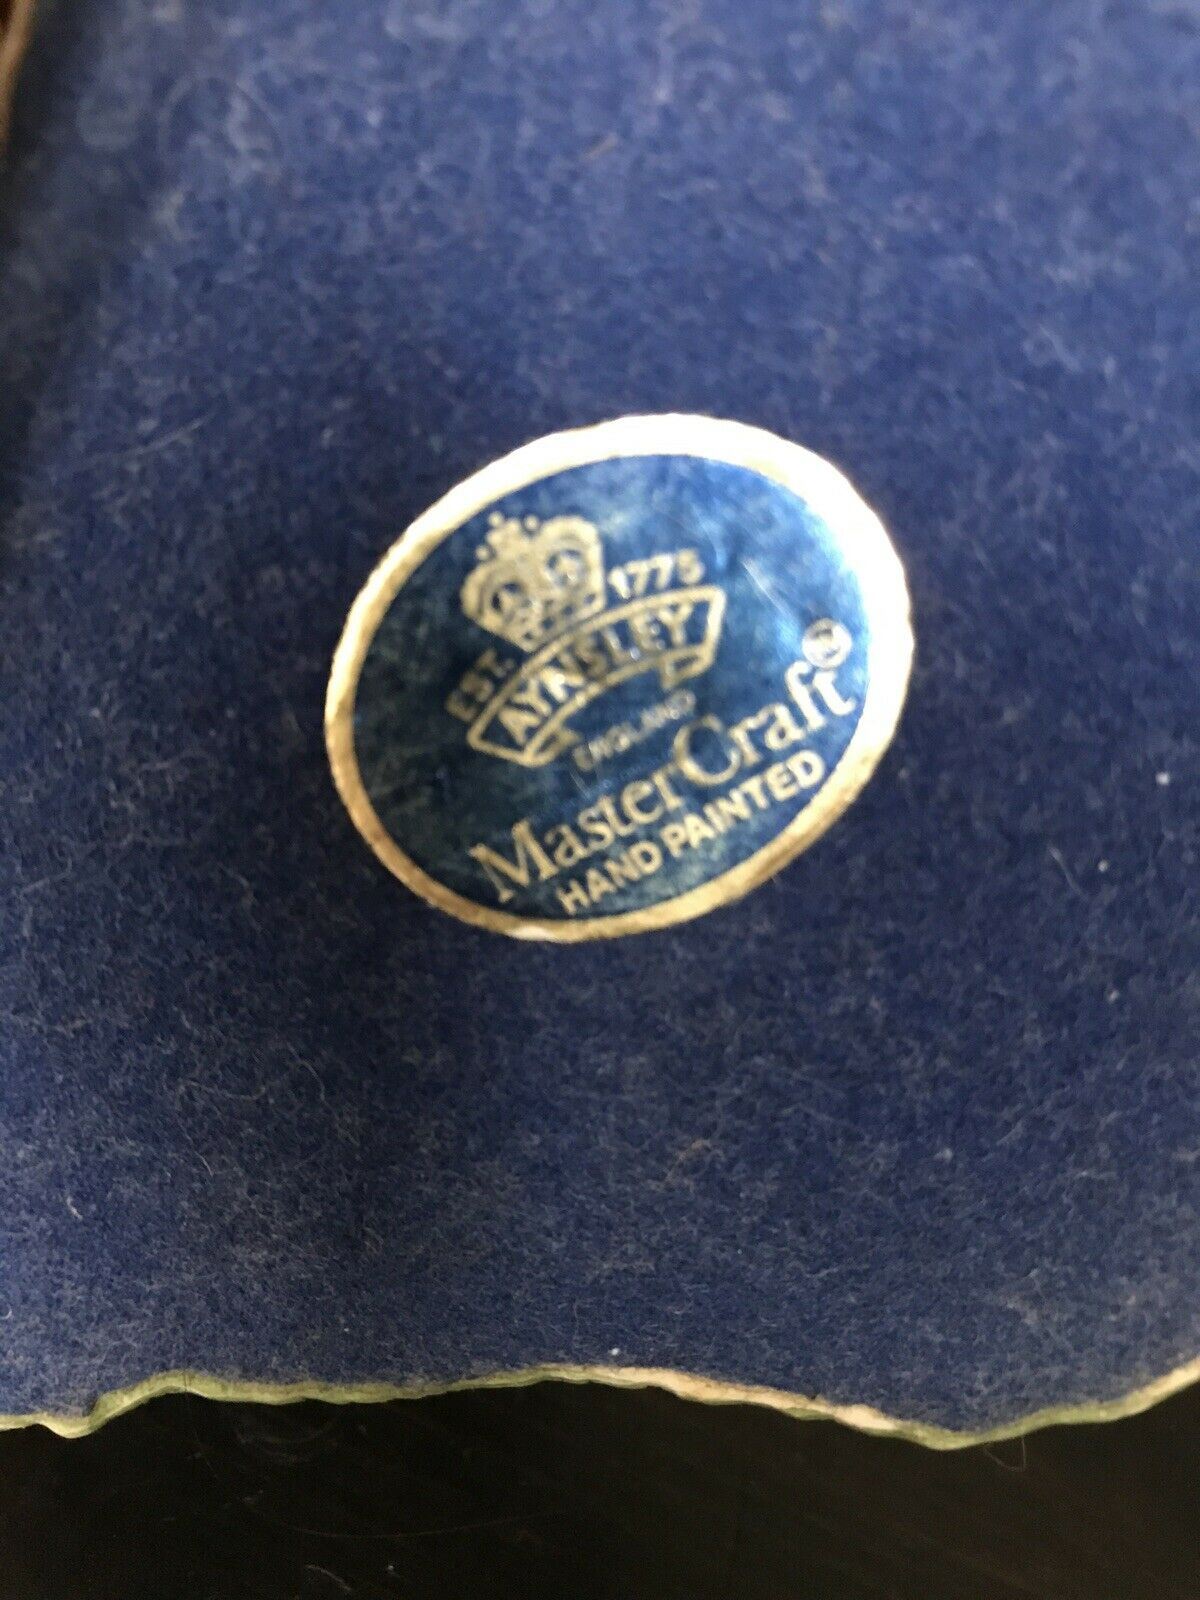 EST. 1775
AYNSLEY
ENGLAND
MasterCraft®
HAND PAINTED